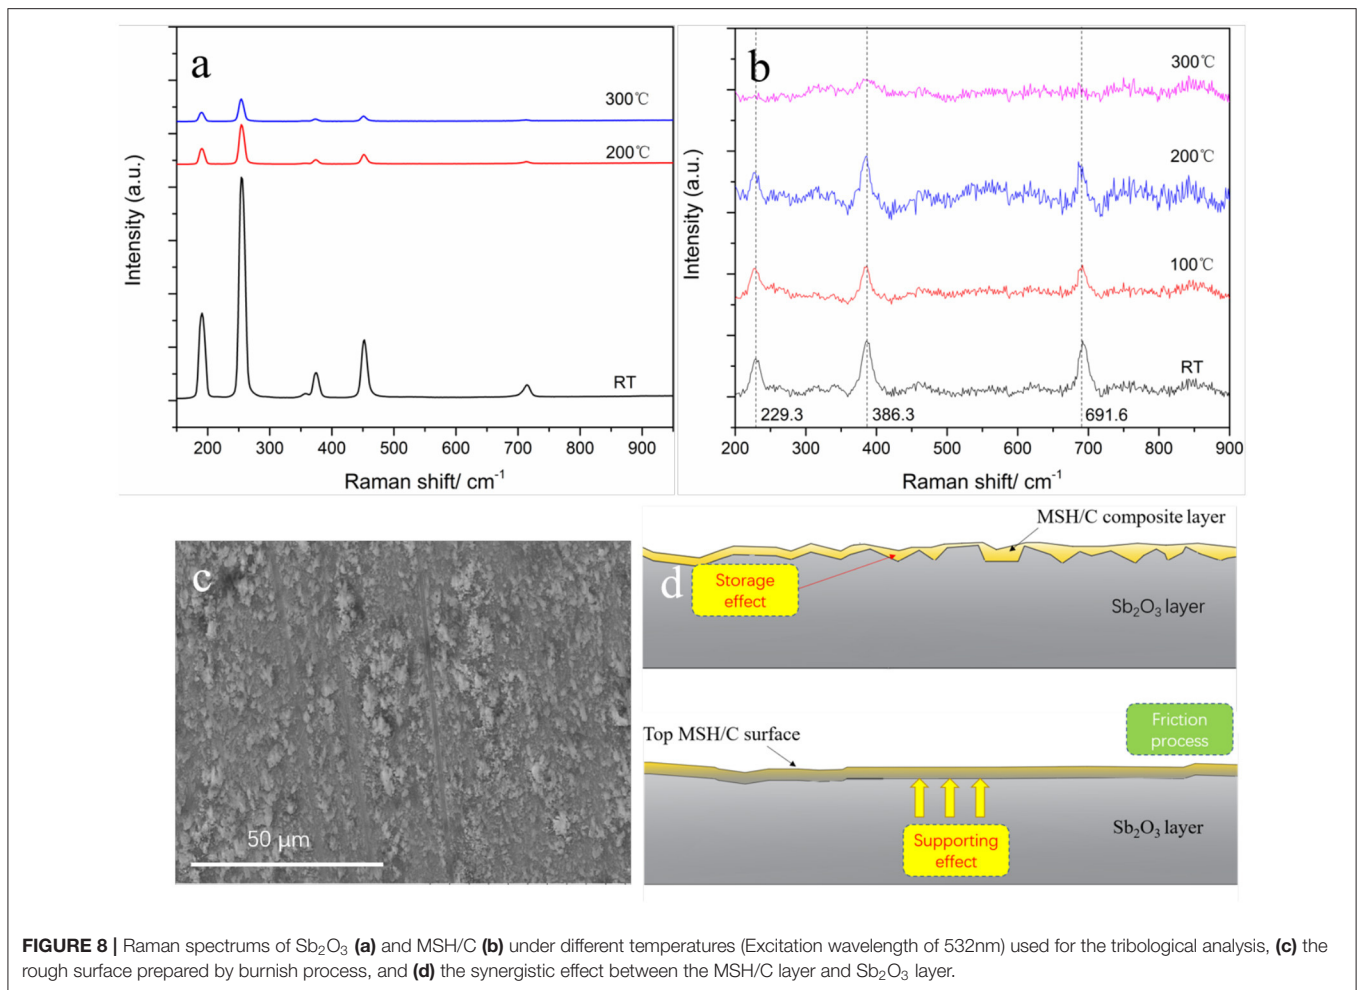 a
300℃
200℃
RT
Intensity (a.u.)
200 300 400 500 600 700 800 900
Raman shift/ cm⁻¹
b
300℃
200℃
100℃
RT
Intensity (a.u.)
229.3 386.3 691.6
200 300 400 500 600 700 800 900
Raman shift/ cm⁻¹
c
50 μm
MSH/C composite layer
d
Storage
effect
Sb₂O₃ layer
Friction
process
Top MSH/C surface
Supporting
effect
Sb₂O₃ layer
FIGURE 8 | Raman spectrums of Sb₂O₃ (a) and MSH/C (b) under different temperatures (Excitation wavelength of 532nm) used for the tribological analysis, (c) the
rough surface prepared by burnish process, and (d) the synergistic effect between the MSH/C layer and Sb₂O₃ layer.